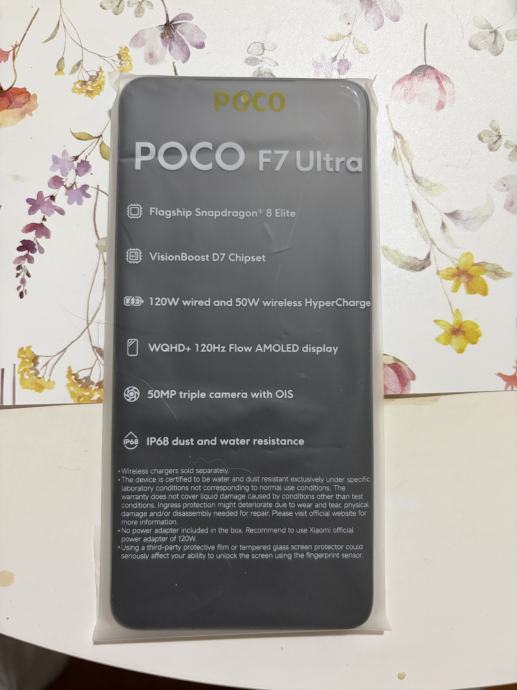 POCO
POCO F7 Ultra
Flagship Snapdragon® 8 Elite
VisionBoost D7 Chipset
120W wired and 50W wireless HyperCharge
WQHD+ 120Hz Flow AMOLED display
50MP triple camera with OIS
IP68 IP68 dust and water resistance
•Wireless chargers sold separately.
•The device is certified to be water and dust resistant exclusively under specific
laboratory conditions not corresponding to normal use conditions. The
warranty does not cover liquid damage caused by conditions other than test
conditions. Ingress protection might deteriorate due to wear and tear, physical
damage and/or disassembly needed for repair. Please visit official website for
more information.
•No power adapter included in the box. Recommend to use Xiaomi official
power adapter of 120W.
•Using a third-party protective film or tempered glass screen protector could
seriously affect your ability to unlock the screen using the fingerprint sensor.